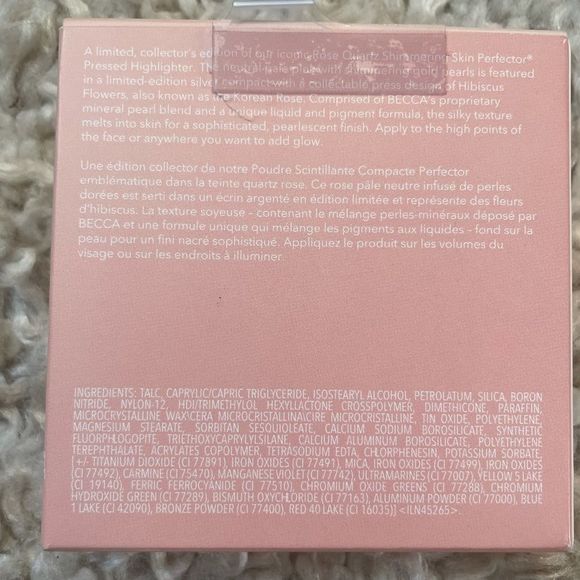 A limited, collector's edition of our iconic Rose Quartz Shimmering Skin Perfector®
Pressed Highlighter. The neutral pale pink with shimmering gold pearls is featured
in a limited-edition silver compact with a collectable press design of Hibiscus
Flowers, also known as the Korean Rose. Comprised of BECCA's proprietary
mineral pearl blend and a unique liquid and pigment formula, the silky texture
melts into skin for a sophisticated, pearlescent finish. Apply to the high points of
the face or anywhere you want to add glow.
Une édition collector de notre Poudre Scintillante Compacte Perfector
emblématique dans la teinte quartz rose. Ce rose pâle neutre infusé de perles
dorées est serti dans un écrin argenté en édition limitée et représente des fleurs
d'hibiscus. La texture soyeuse - contenant le mélange perles-minéraux déposé par
BECCA et une formule unique qui mélange les pigments aux liquides - fond sur la
peau pour un fini nacré sophistiqué. Appliquez le produit sur les volumes du
visage ou sur les endroits à illuminer.
INGREDIENTS: TALC, CAPRYLIC/CAPRIC TRIGLYCERIDE, ISOSTEARYL ALCOHOL, PETROLATUM, SILICA, BORON
NITRIDE, NYLON-12, HDI/TRIMETHYLOL HEXYLLACTONE CROSSPOLYMER, DIMETHICONE, PARAFFIN,
MICROCRYSTALLINE WAX\CERA MICROCRISTALLINA\CIRE MICROCRISTALLINE, TIN OXIDE, POLYETHYLENE,
MAGNESIUM STEARATE, SORBITAN SESQUIOLEATE, CALCIUM SODIUM BOROSILICATE, SYNTHETIC
FLUORPHLOGOPITE, TRIETHOXYCAPRYLYLSILANE, CALCIUM ALUMINUM BOROSILICATE, POLYETHYLENE
TEREPHTHALATE, ACRYLATES COPOLYMER, TETRASODIUM EDTA, CHLORPHENESIN, POTASSIUM SORBATE,
[+/- TITANIUM DIOXIDE (CI 77891), IRON OXIDES (CI 77491), MICA, IRON OXIDES (CI 77499), IRON OXIDES
(CI 77492), CARMINE (CI 75470), MANGANESE VIOLET (CI 77742), ULTRAMARINES (CI 77007), YELLOW 5 LAKE
(CI 19140), FERRIC FERROCYANIDE (CI 77510), CHROMIUM OXIDE GREENS (CI 77288), CHROMIUM
HYDROXIDE GREEN (CI 77289), BISMUTH OXYCHLORIDE (CI 77163), ALUMINUM POWDER (CI 77000), BLUE
1 LAKE (CI 42090), BRONZE POWDER (CI 77400), RED 40 LAKE (CI 16035)] <ILN45265>.